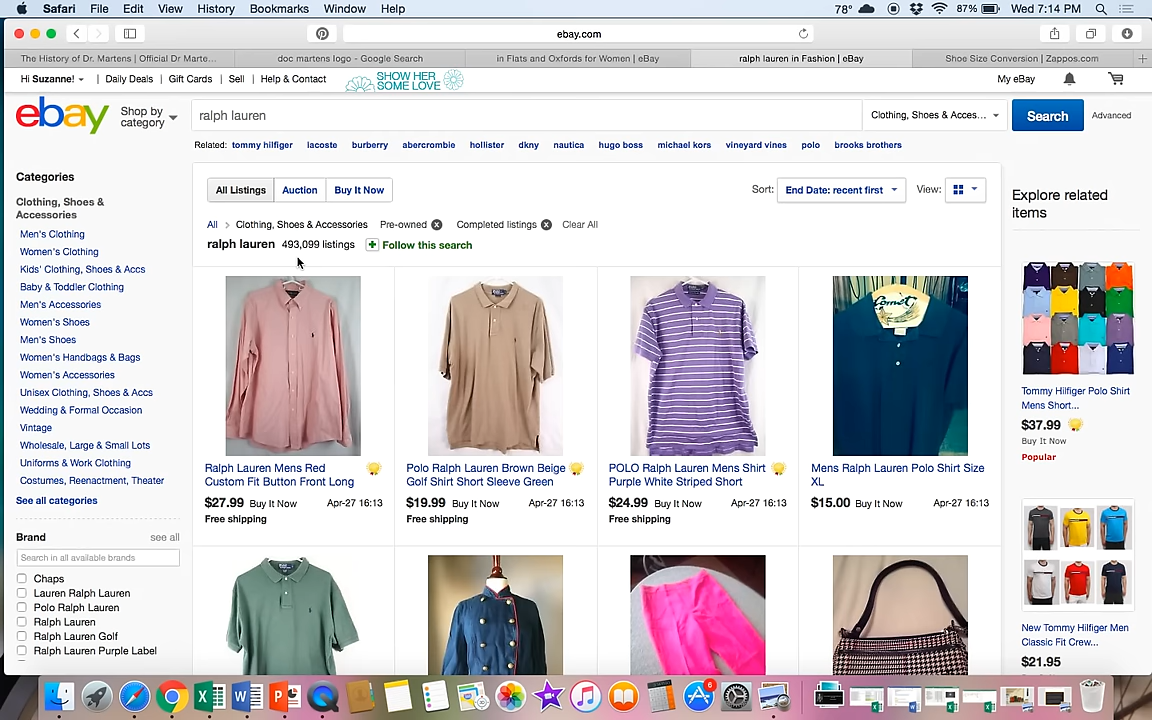 Safari File Edit View History Bookmarks Window Help 78° 87% Wed 7:14 PM
ebay.com
The History of Dr. Martens | Official Dr Marte... doc martens logo - Google Search in Flats and Oxfords for Women | eBay ralph lauren in Fashion | eBay Shoe Size Conversion | Zappos.com
Hi Suzanne! | Daily Deals | Gift Cards | Sell | Help & Contact SHOW HER SOME LOVE My eBay
ebay Shop by category ralph lauren Clothing, Shoes & Acces... Search Advanced
Related: tommy hilfiger lacoste burberry abercrombie hollister dkny nautica hugo boss michael kors vineyard vines polo brooks brothers
Categories
Clothing, Shoes &
Accessories
Men's Clothing
Women's Clothing
Kids' Clothing, Shoes & Accs
Baby & Toddler Clothing
Men's Accessories
Women's Shoes
Men's Shoes
Women's Handbags & Bags
Women's Accessories
Unisex Clothing, Shoes & Accs
Wedding & Formal Occasion
Vintage
Wholesale, Large & Small Lots
Uniforms & Work Clothing
Costumes, Reenactment, Theater
See all categories
Brand see all
Search in all available brands
Chaps
Lauren Ralph Lauren
Polo Ralph Lauren
Ralph Lauren
Ralph Lauren Golf
Ralph Lauren Purple Label
All Listings Auction Buy It Now Sort: End Date: recent first View:
All > Clothing, Shoes & Accessories Pre-owned Completed listings Clear All
ralph lauren 493,099 listings Follow this search
Comet
Ralph Lauren Mens Red
Custom Fit Button Front Long
$27.99 Buy It Now Apr-27 16:13
Free shipping
Polo Ralph Lauren Brown Beige
Golf Shirt Short Sleeve Green
$19.99 Buy It Now Apr-27 16:13
Free shipping
POLO Ralph Lauren Mens Shirt
Purple White Striped Short
$24.99 Buy It Now Apr-27 16:13
Free shipping
Mens Ralph Lauren Polo Shirt Size
XL
$15.00 Buy It Now Apr-27 16:13
Explore related
items
Tommy Hilfiger Polo Shirt
Mens Short...
$37.99
Buy It Now
Popular
New Tommy Hilfiger Men
Classic Fit Crew...
$21.95
6